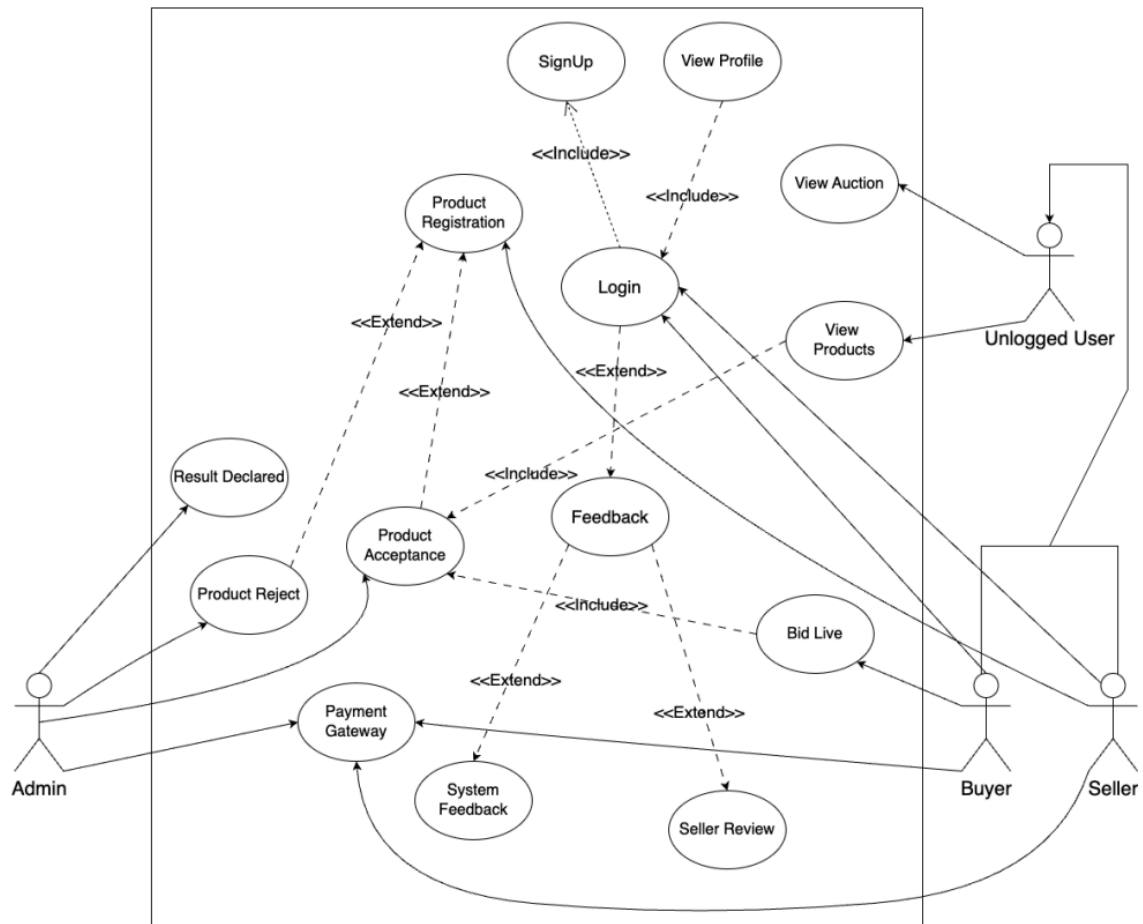 SignUp
View Profile
<<Include>>
View Auction
Product
Registration
<<Include>>
Login
<<Extend>>
View
Products
Unlogged User
<<Extend>>
<<Extend>>
Result Declared
<<Include>>
Feedback
Product
Acceptance
Product Reject
<<Include>>
Bid Live
<<Extend>>
Payment
Gateway
<<Extend>>
Admin
System
Feedback
Seller Review
Buyer
Seller